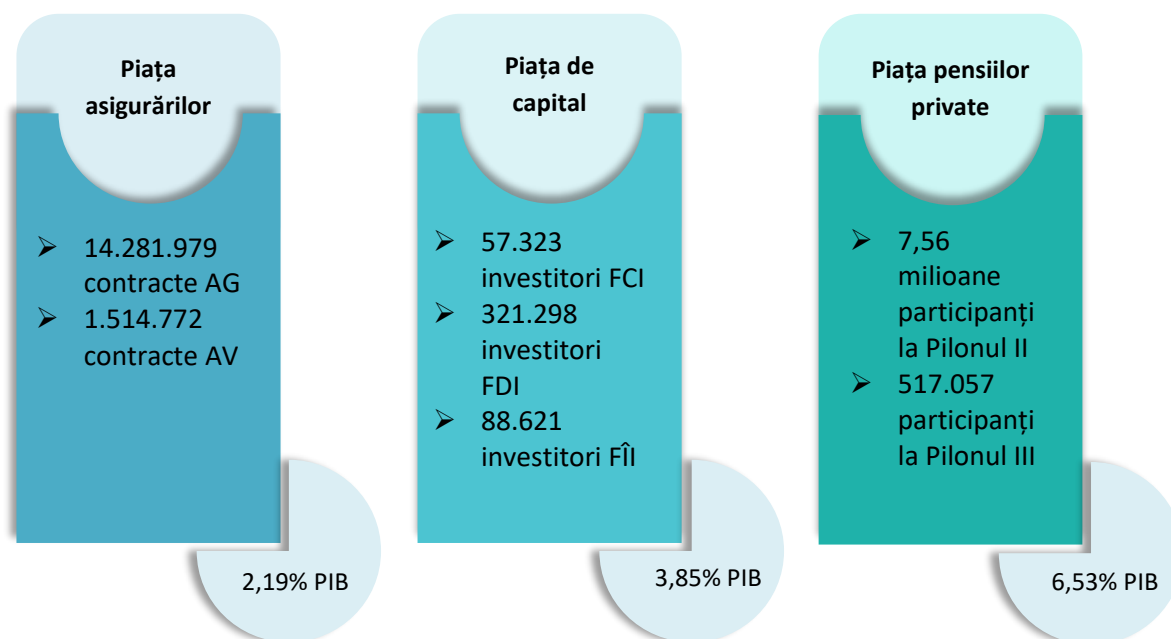 Piața
asigurărilor
➢ 14.281.979
contracte AG
➢ 1.514.772
contracte AV
2,19% PIB
Piața de
capital
➢ 57.323
investitori FCI
➢ 321.298
investitori
FDI
➢ 88.621
investitori FÎI
3,85% PIB
Piața pensiilor
private
➢ 7,56
milioane
participanți
la Pilonul II
➢ 517.057
participanți
la Pilonul III
6,53% PIB